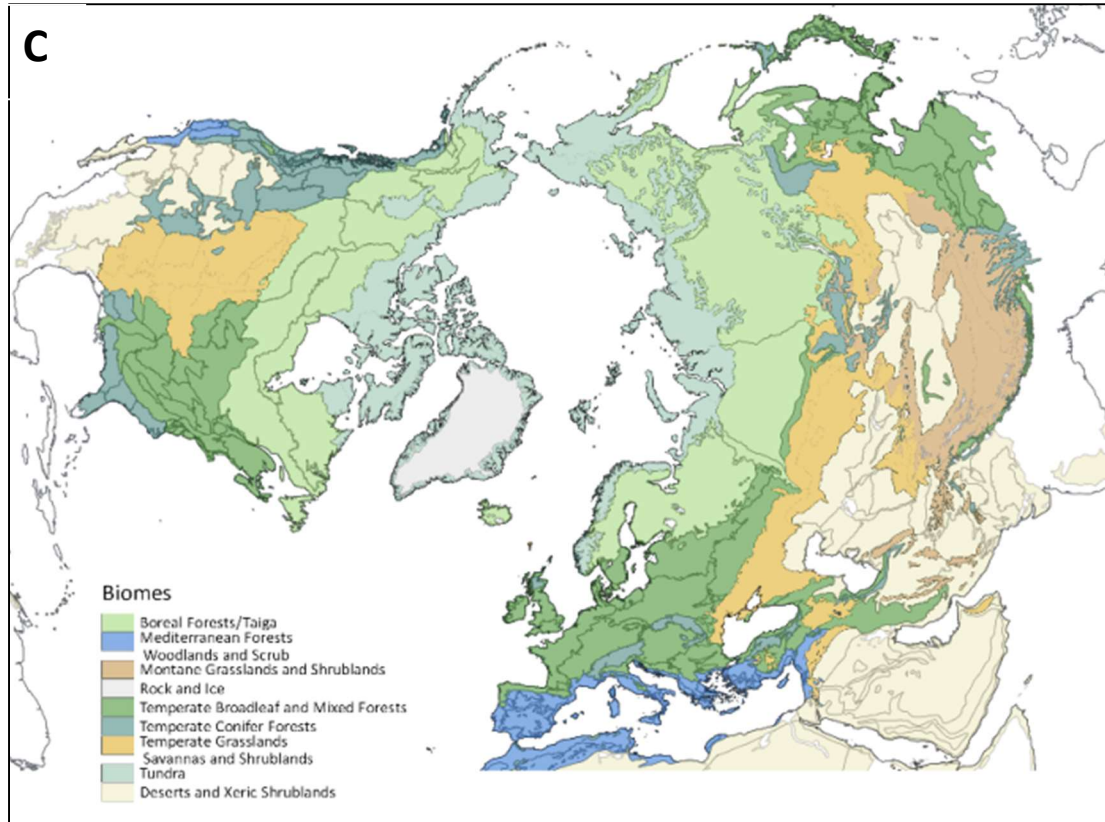 C
Biomes
Boreal Forests/Taiga
Mediterranean Forests
Woodlands and Scrub
Montane Grasslands and Shrublands
Rock and Ice
Temperate Broadleaf and Mixed Forests
Temperate Conifer Forests
Temperate Grasslands
Savannas and Shrublands
Tundra
Deserts and Xeric Shrublands